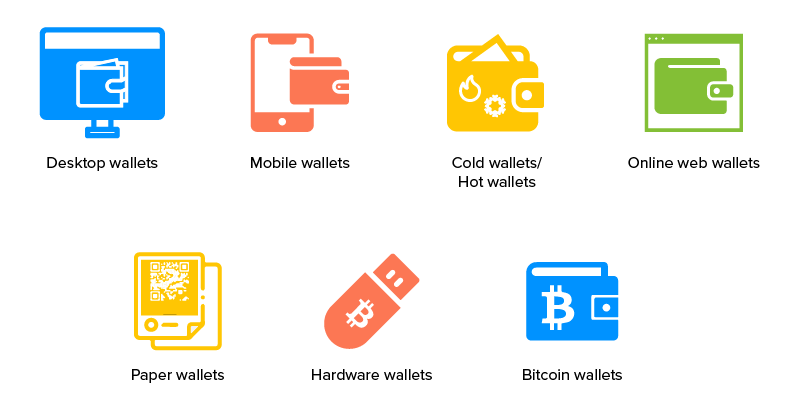 Desktop wallets
Mobile wallets
Cold wallets/
Hot wallets
Online web wallets
Paper wallets
Hardware wallets
Bitcoin wallets